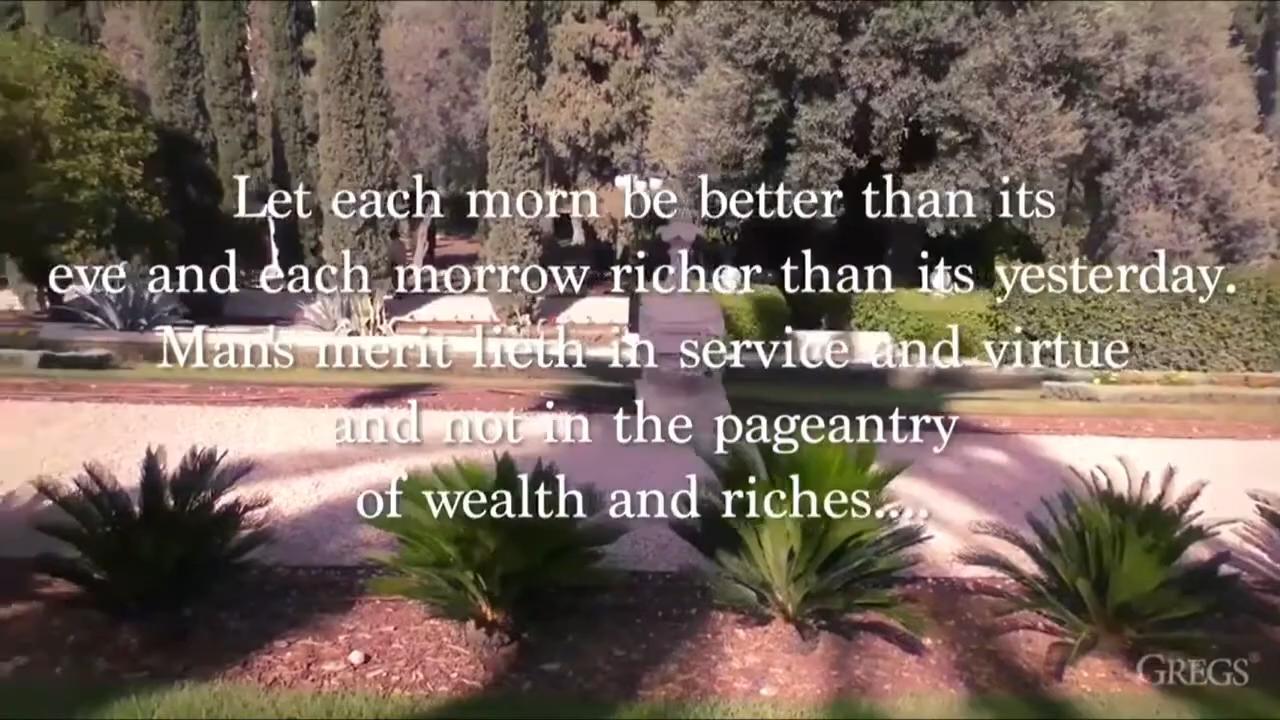 Let each morn be better than its
eve and each morrow richer than its yesterday.
Man's merit lieth in service and virtue
and not in the pageantry
of wealth and riches....
GREGS®